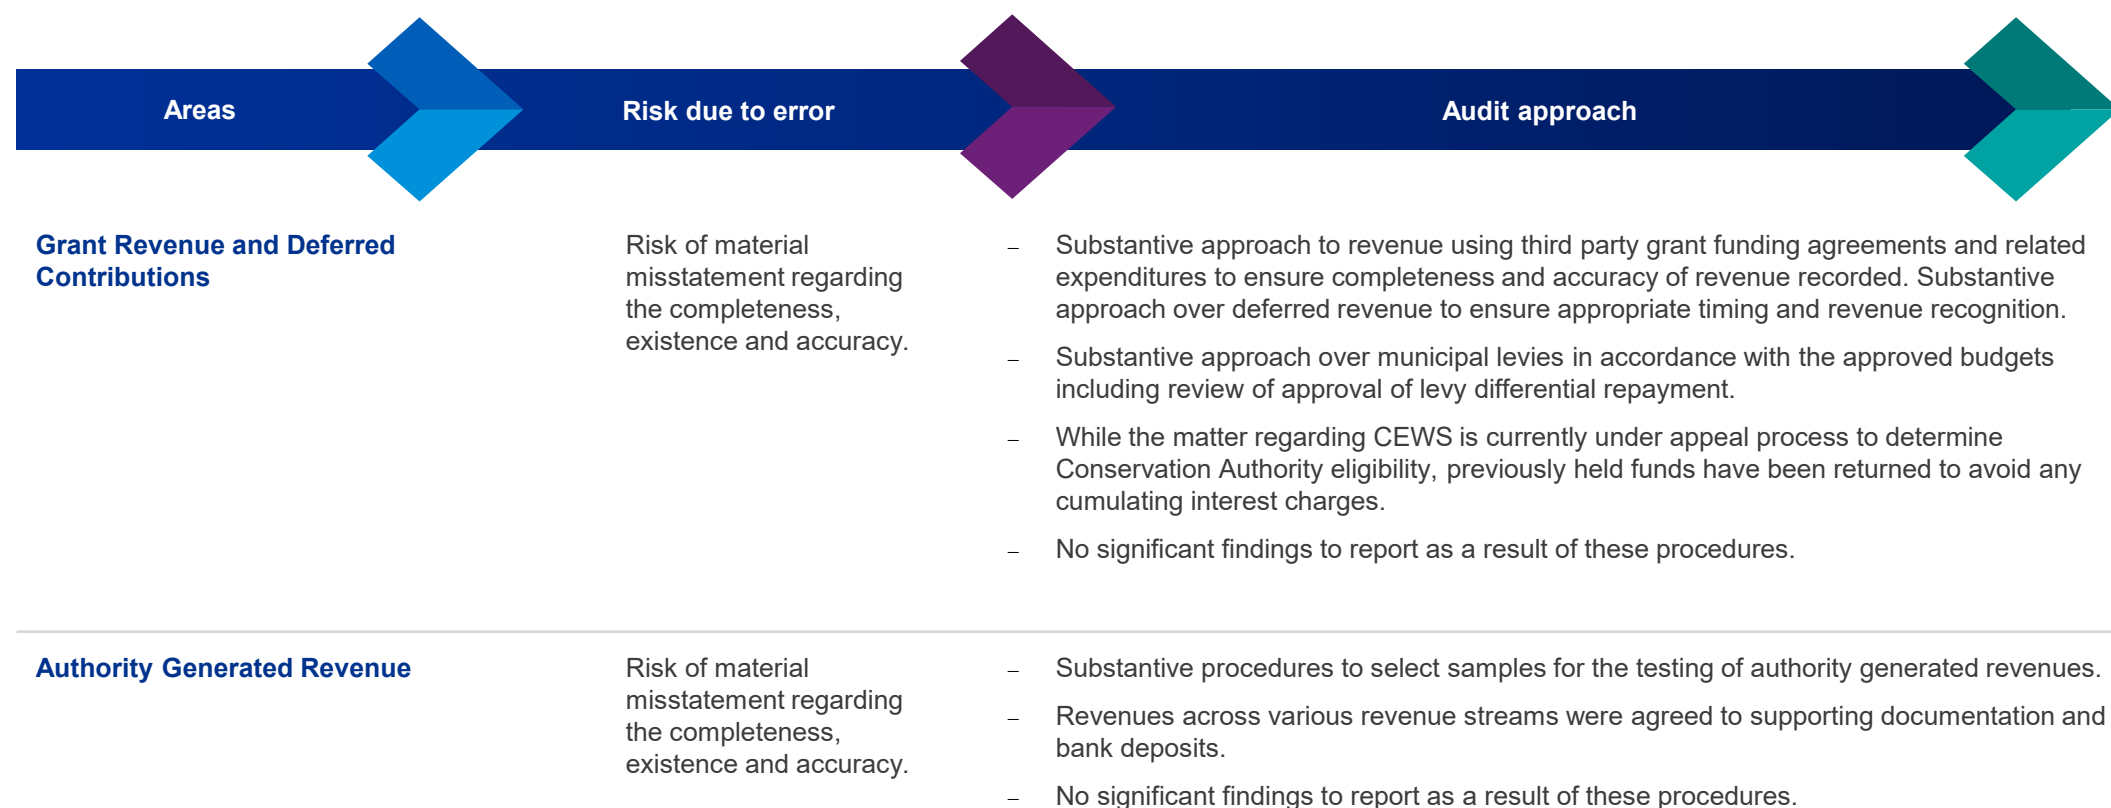 Areas
Risk due to error
Audit approach
Grant Revenue and Deferred
Contributions
Risk of material
misstatement regarding
the completeness,
existence and accuracy.
– Substantive approach to revenue using third party grant funding agreements and related
expenditures to ensure completeness and accuracy of revenue recorded. Substantive
approach over deferred revenue to ensure appropriate timing and revenue recognition.
– Substantive approach over municipal levies in accordance with the approved budgets
including review of approval of levy differential repayment.
– While the matter regarding CEWS is currently under appeal process to determine
Conservation Authority eligibility, previously held funds have been returned to avoid any
cumulating interest charges.
– No significant findings to report as a result of these procedures.
Authority Generated Revenue
Risk of material
misstatement regarding
the completeness,
existence and accuracy.
– Substantive procedures to select samples for the testing of authority generated revenues.
– Revenues across various revenue streams were agreed to supporting documentation and
bank deposits.
– No significant findings to report as a result of these procedures.